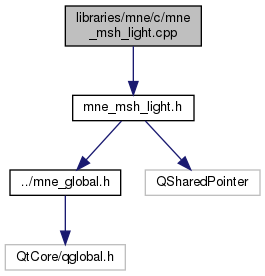 libraries/mne/c/mne
_msh_light.cpp
mne_msh_light.h
../mne_global.h
QSharedPointer
QtCore/qglobal.h